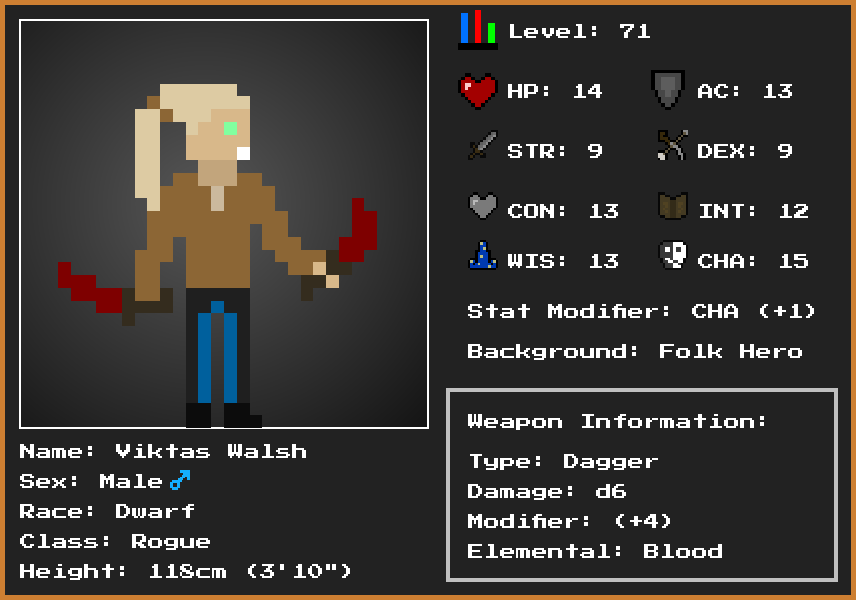 Level: 71
HP: 14
AC: 13
STR: 9
DEX: 9
CON: 13
INT: 12
WIS: 13
CHA: 15
Stat Modifier: CHA (+1)
Background: Folk Hero
Weapon Information:
Type: Dagger
Damage: d6
Modifier: (+4)
Elemental: Blood
Name: Viktas Walsh
Sex: Male♂
Race: Dwarf
Class: Rogue
Height: 118cm (3'10")